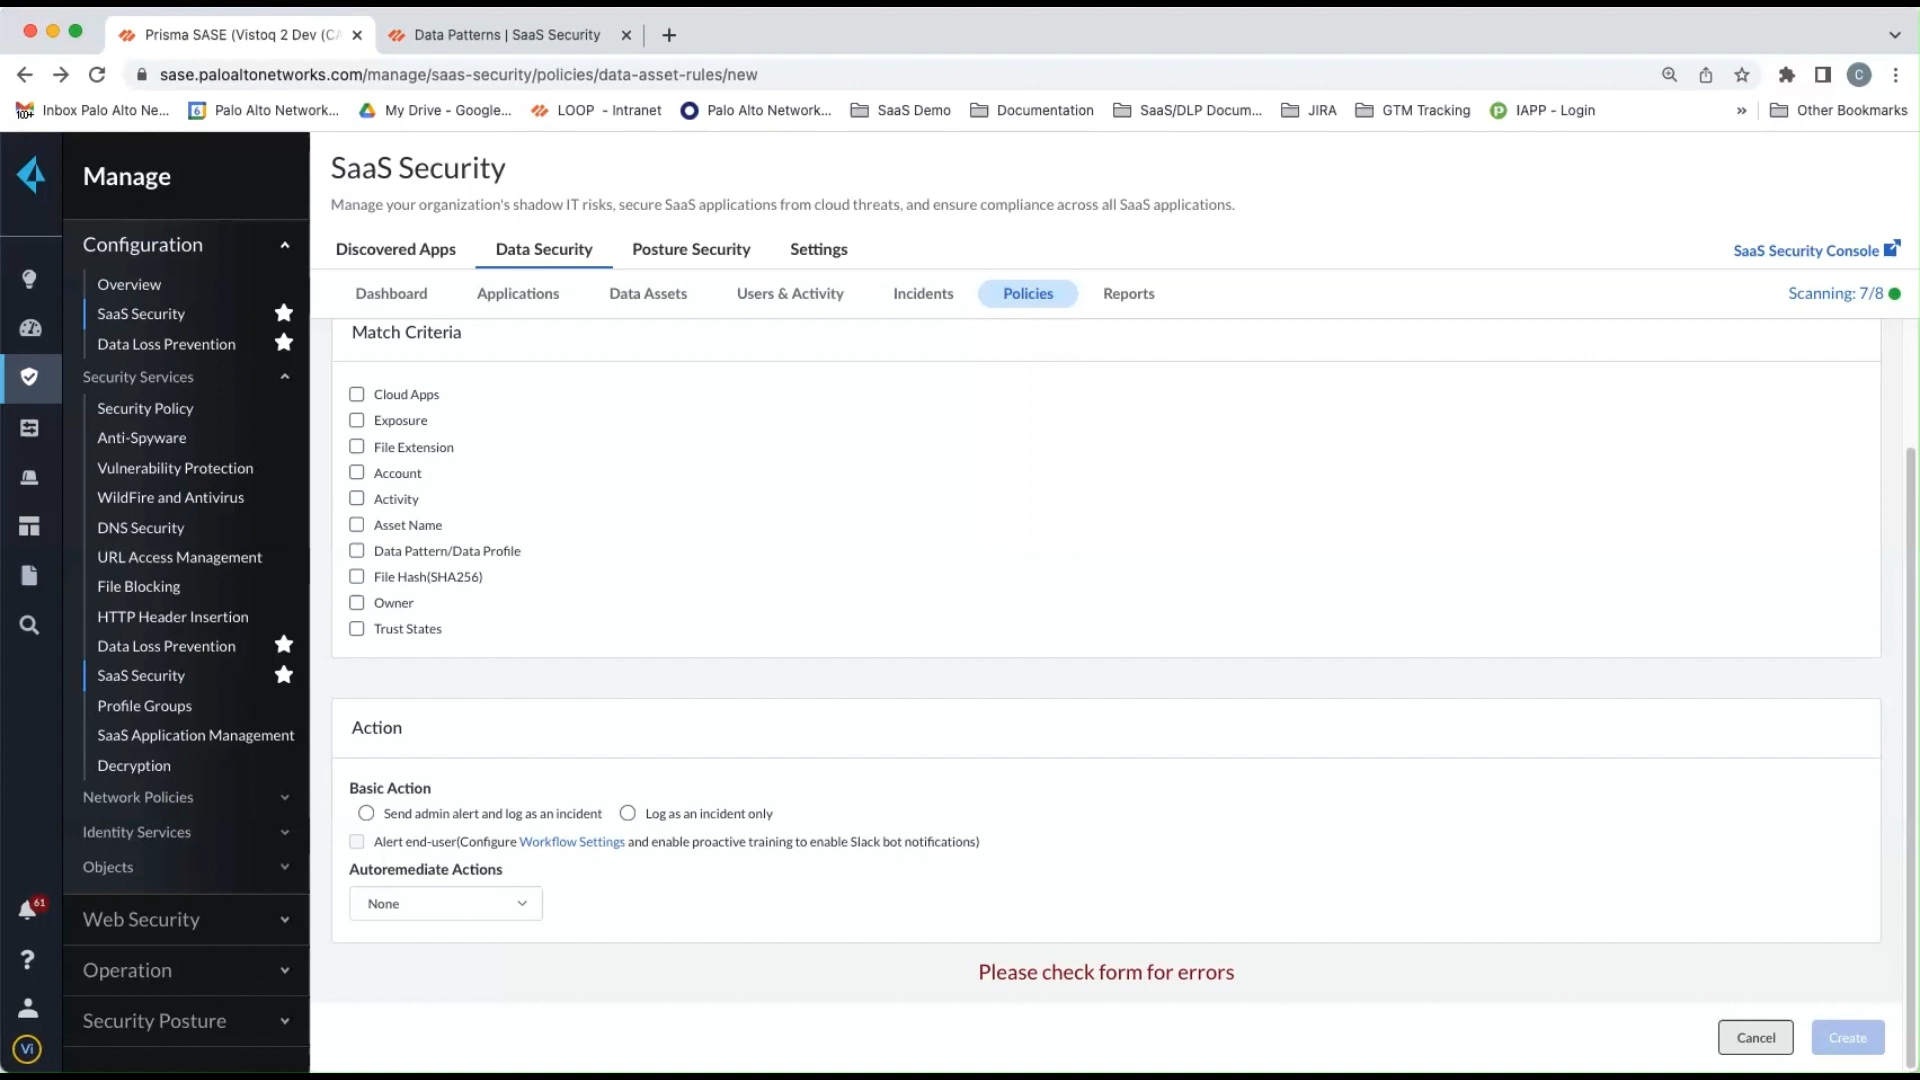 Prisma SASE (Vistoq 2 Dev (CA
Data Patterns | SaaS Security
sase.paloaltonetworks.com/manage/saas-security/policies/data-asset-rules/new
C
100+ Inbox Palo Alto Ne...
6 Palo Alto Network...
My Drive - Google...
LOOP - Intranet
Palo Alto Network...
SaaS Demo
Documentation
SaaS/DLP Docum...
JIRA
GTM Tracking
IAPP - Login
»
Other Bookmarks
Manage
Configuration
Overview
SaaS Security
Data Loss Prevention
Security Services
Security Policy
Anti-Spyware
Vulnerability Protection
WildFire and Antivirus
DNS Security
URL Access Management
File Blocking
HTTP Header Insertion
Data Loss Prevention
SaaS Security
Profile Groups
SaaS Application Management
Decryption
Network Policies
Identity Services
Objects
Web Security
Operation
Security Posture
61
?
Vi
SaaS Security
Manage your organization's shadow IT risks, secure SaaS applications from cloud threats, and ensure compliance across all SaaS applications.
Discovered Apps
Data Security
Posture Security
Settings
SaaS Security Console
Dashboard
Applications
Data Assets
Users & Activity
Incidents
Policies
Reports
Scanning: 7/8
Match Criteria
Cloud Apps
Exposure
File Extension
Account
Activity
Asset Name
Data Pattern/Data Profile
File Hash(SHA256)
Owner
Trust States
Action
Basic Action
Send admin alert and log as an incident
Log as an incident only
Alert end-user(Configure Workflow Settings and enable proactive training to enable Slack bot notifications)
Autoremediate Actions
None
Please check form for errors
Cancel
Create